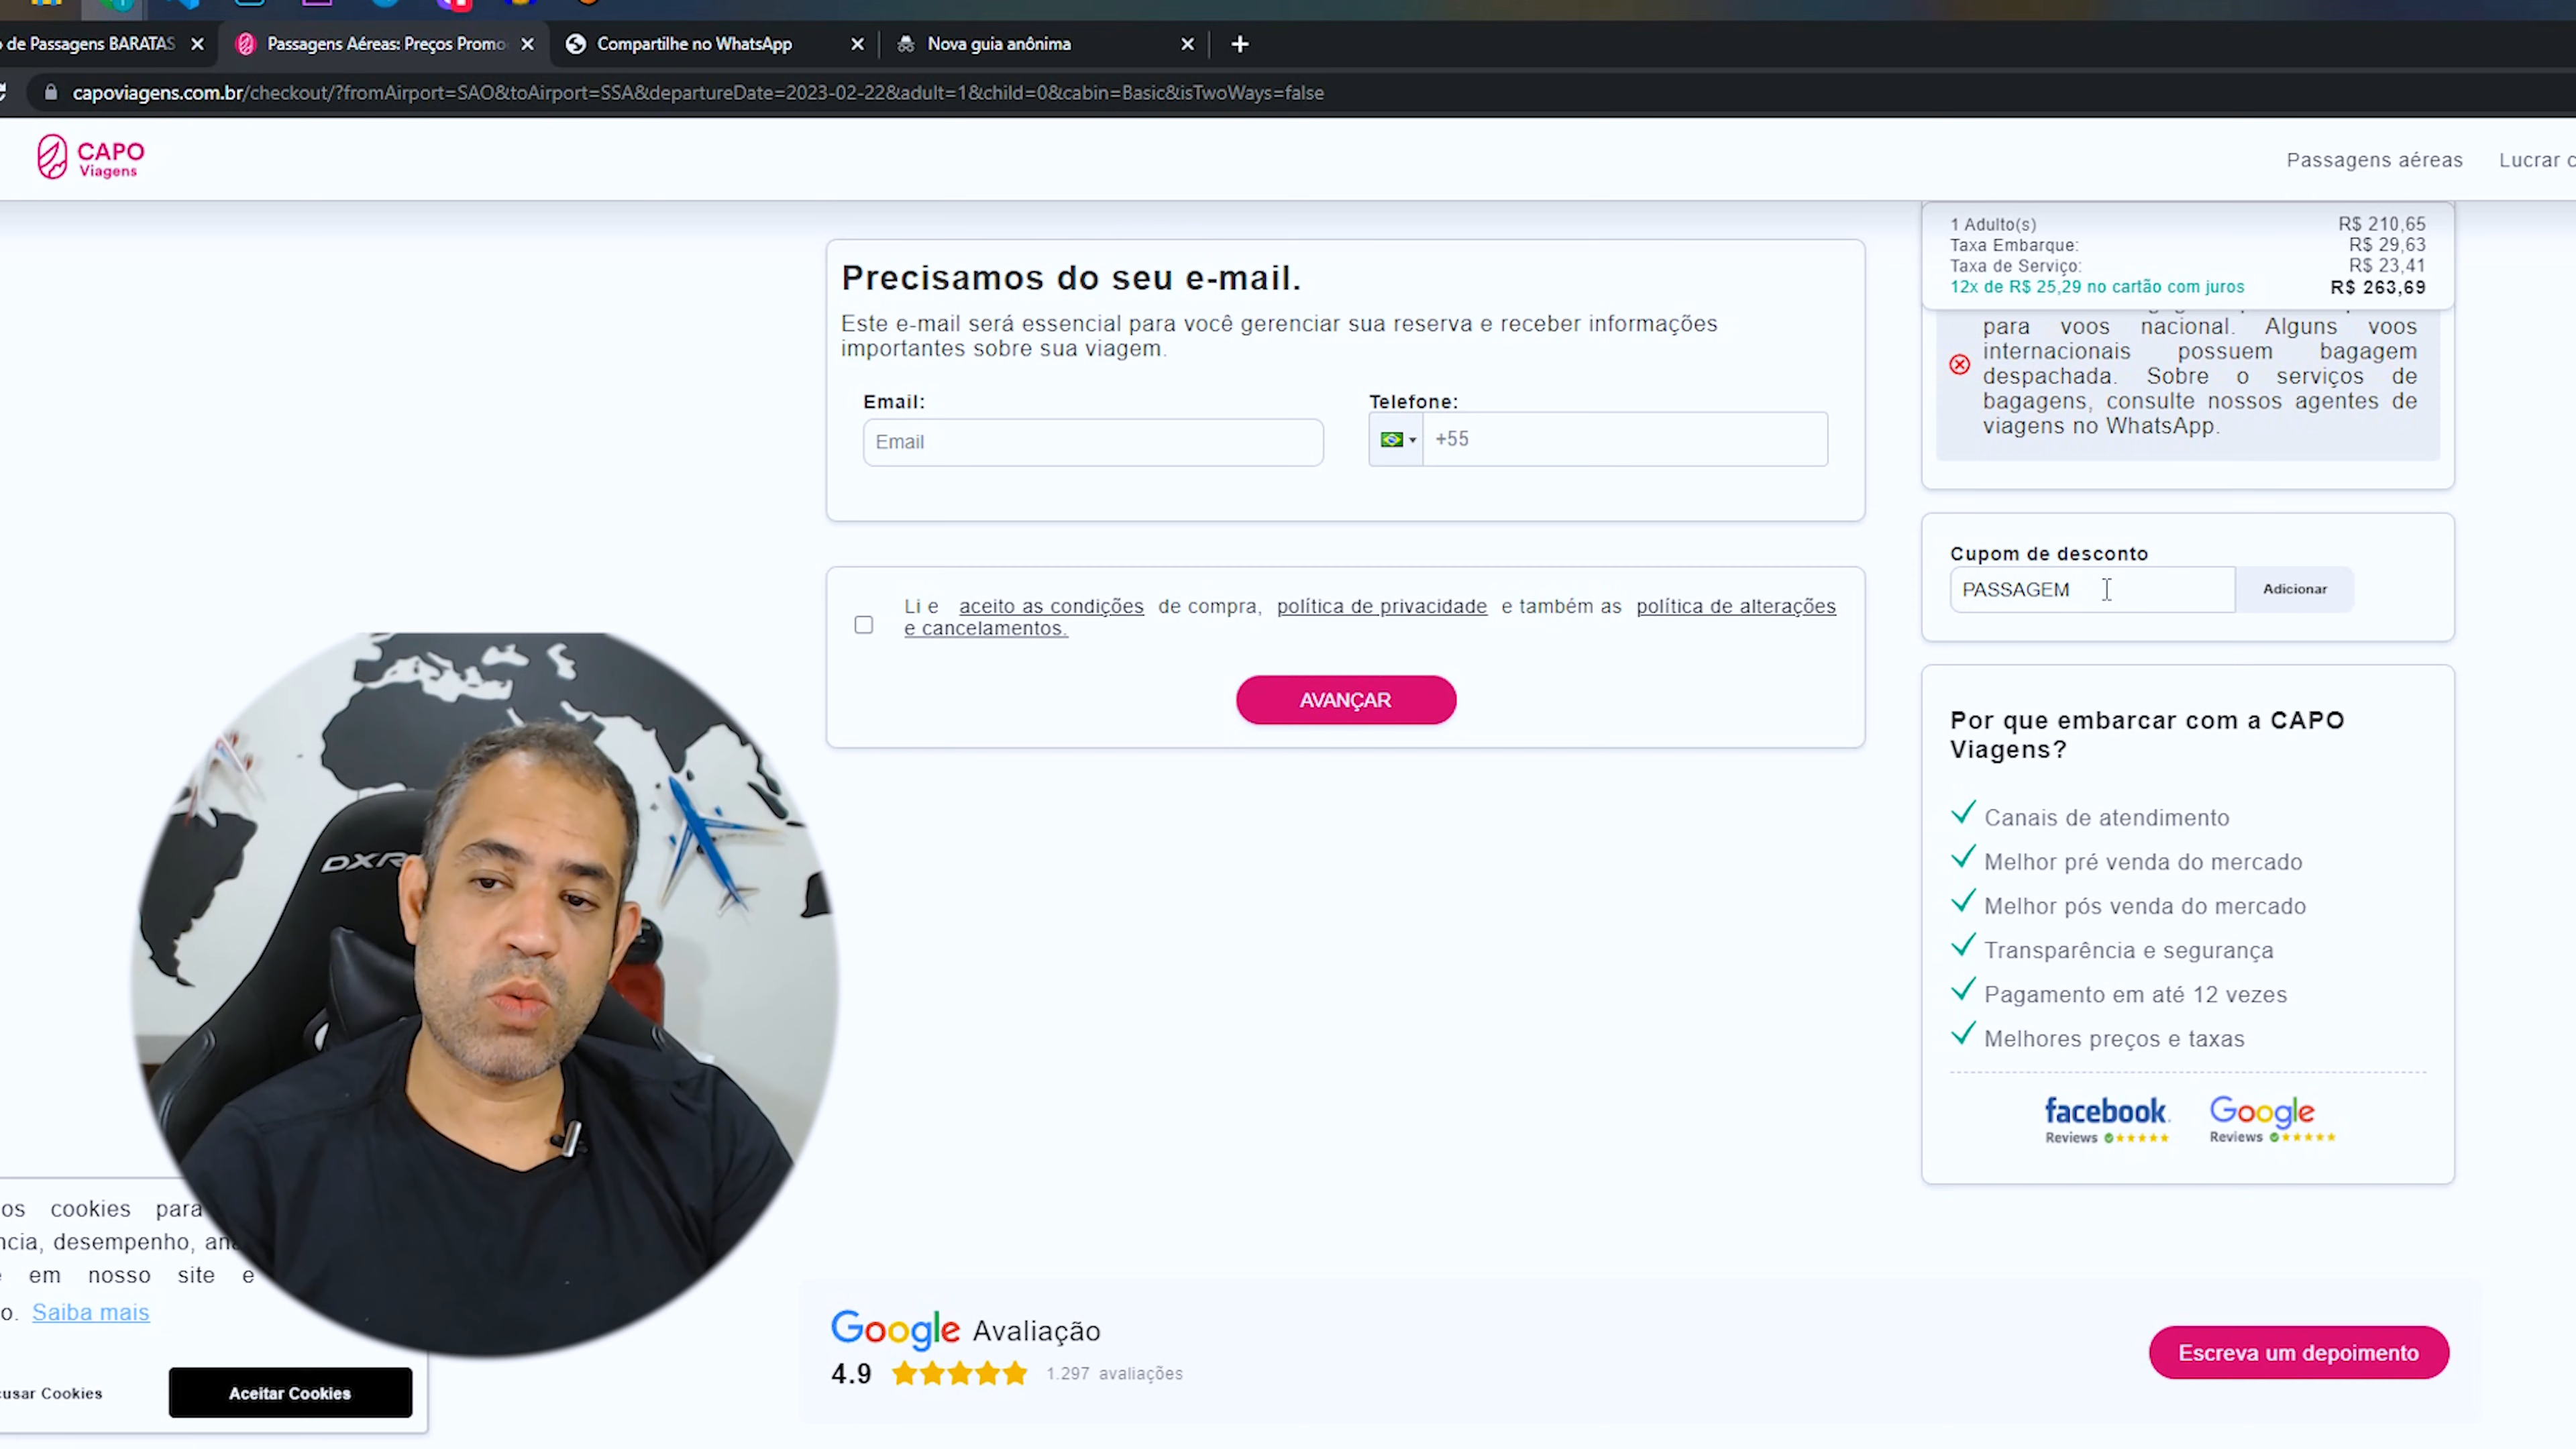 de Passagens BARATAS
Passagens Aéreas: Preços Promo
Compartilhe no WhatsApp
Nova guia anônima
capoviagens.com.br/checkout/?fromAirport=SAO&toAirport=SSA&departureDate=2023-02-22&adult=1&child=0&cabin=Basic&isTwoWays=false
CAPO
Viagens
Passagens aéreas
Lucrar
1 Adulto(s) R$ 210,65
Taxa Embarque: R$ 29,63
Taxa de Serviço: R$ 23,41
12x de R$ 25,29 no cartão com juros R$ 263,69
para voos nacional. Alguns voos
internacionais possuem bagagem
despachada. Sobre o serviços de
bagagens, consulte nossos agentes de
viagens no WhatsApp.
Precisamos do seu e-mail.
Este e-mail será essencial para você gerenciar sua reserva e receber informações
importantes sobre sua viagem.
Email: Telefone:
Email +55
Cupom de desconto
PASSAGEM Adicionar
Li e aceito as condições de compra, política de privacidade e também as política de alterações
e cancelamentos.
AVANÇAR
Por que embarcar com a CAPO
Viagens?
Canais de atendimento
Melhor pré venda do mercado
Melhor pós venda do mercado
Transparência e segurança
Pagamento em até 12 vezes
Melhores preços e taxas
facebook. Google
Reviews Reviews
DXR
os cookies para
ncia, desempenho, an
em nosso site e
o. Saiba mais
usar Cookies Aceitar Cookies
Google Avaliação
4.9 1.297 avaliações
Escreva um depoimento